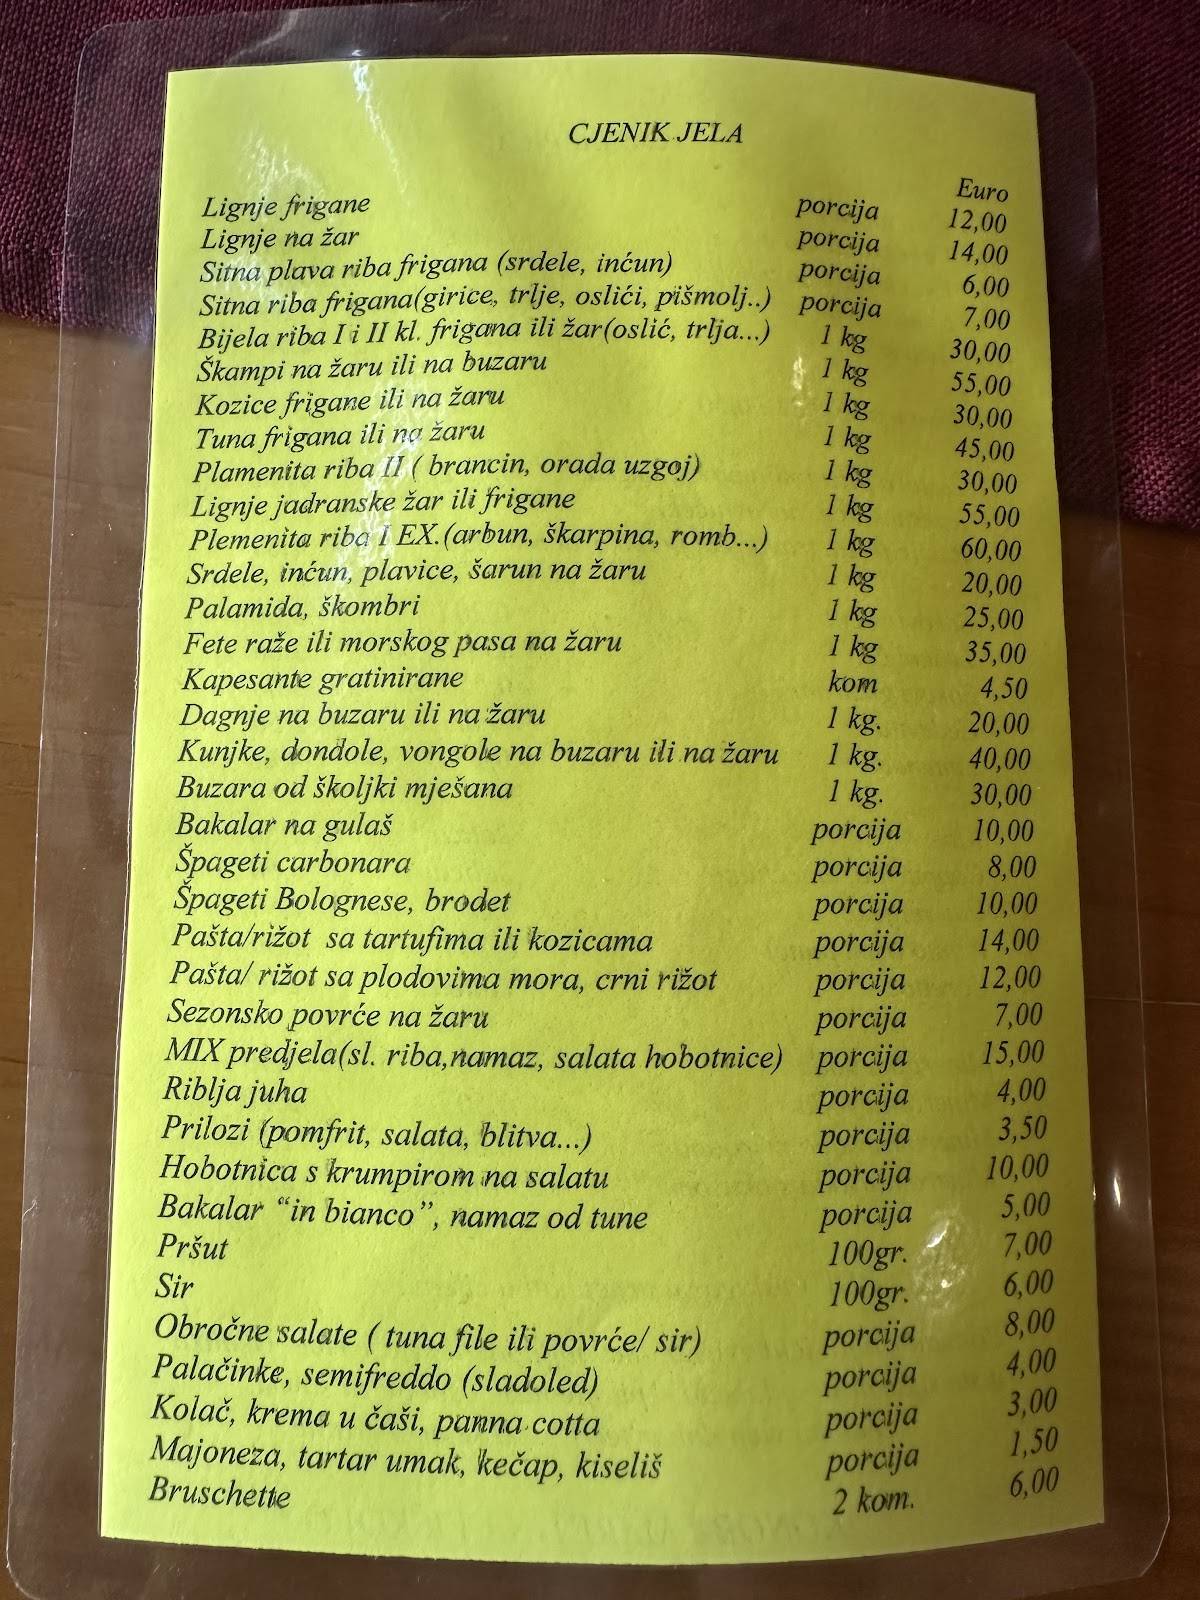 CJENIK JELA
Euro
Lignje frigane porcija 12,00
Lignje na žar porcija 14,00
Sitna plava riba frigana (srdele, inćun) porcija 6,00
Sitna riba frigana(girice, trlje, oslići, pišmolj..) porcija 7,00
Bijela riba I i II kl. frigana ili žar(oslić, trlja...) 1 kg 30,00
Škampi na žaru ili na buzaru 1 kg 55,00
Kozice frigane ili na žaru 1 kg 30,00
Tuna frigana ili na žaru 1 kg 45,00
Plamenita riba II ( brancin, orada uzgoj) 1 kg 30,00
Lignje jadranske žar ili frigane 1 kg 55,00
Plemenita riba I EX.(arbun, škarpina, romb...) 1 kg 60,00
Srdele, inćun, plavice, šarun na žaru 1 kg 20,00
Palamida, škombri 1 kg 25,00
Fete raže ili morskog pasa na žaru 1 kg 35,00
Kapesante gratinirane kom 4,50
Dagnje na buzaru ili na žaru 1 kg. 20,00
Kunjke, dondole, vongole na buzaru ili na žaru 1 kg. 40,00
Buzara od školjki mješana 1 kg. 30,00
Bakalar na gulaš porcija 10,00
Špageti carbonara porcija 8,00
Špageti Bolognese, brodet porcija 10,00
Pašta/rižot sa tartufima ili kozicama porcija 14,00
Pašta/ rižot sa plodovima mora, crni rižot porcija 12,00
Sezonsko povrće na žaru porcija 7,00
MIX predjela(sl. riba,namaz, salata hobotnice) porcija 15,00
Riblja juha porcija 4,00
Prilozi (pomfrit, salata, blitva...) porcija 3,50
Hobotnica s krumpirom na salatu porcija 10,00
Bakalar “in bianco”, namaz od tune porcija 5,00
Pršut 100gr. 7,00
Sir 100gr. 6,00
Obročne salate ( tuna file ili povrće/ sir) porcija 8,00
Palačinke, semifreddo (sladoled) porcija 4,00
Kolač, krema u čaši, panna cotta porcija 3,00
Majoneza, tartar umak, kečap, kiseliš porcija 1,50
Bruschette 2 kom. 6,00